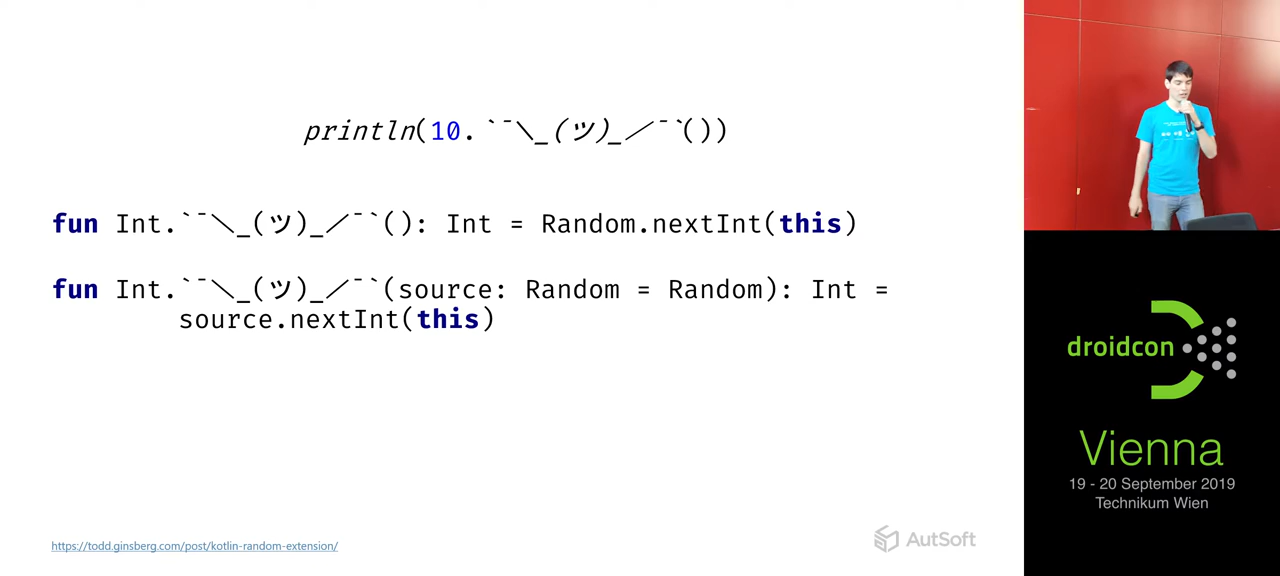 println(10.`¯＼_(ツ)_／¯`())
fun Int.`¯＼_(ツ)_／¯`(): Int = Random.nextInt(this)
fun Int.`¯＼_(ツ)_／¯`(source: Random = Random): Int =
source.nextInt(this)
https://todd.ginsberg.com/post/kotlin-random-extension/
AutSoft
droidcon
Vienna
19 - 20 September 2019
Technikum Wien